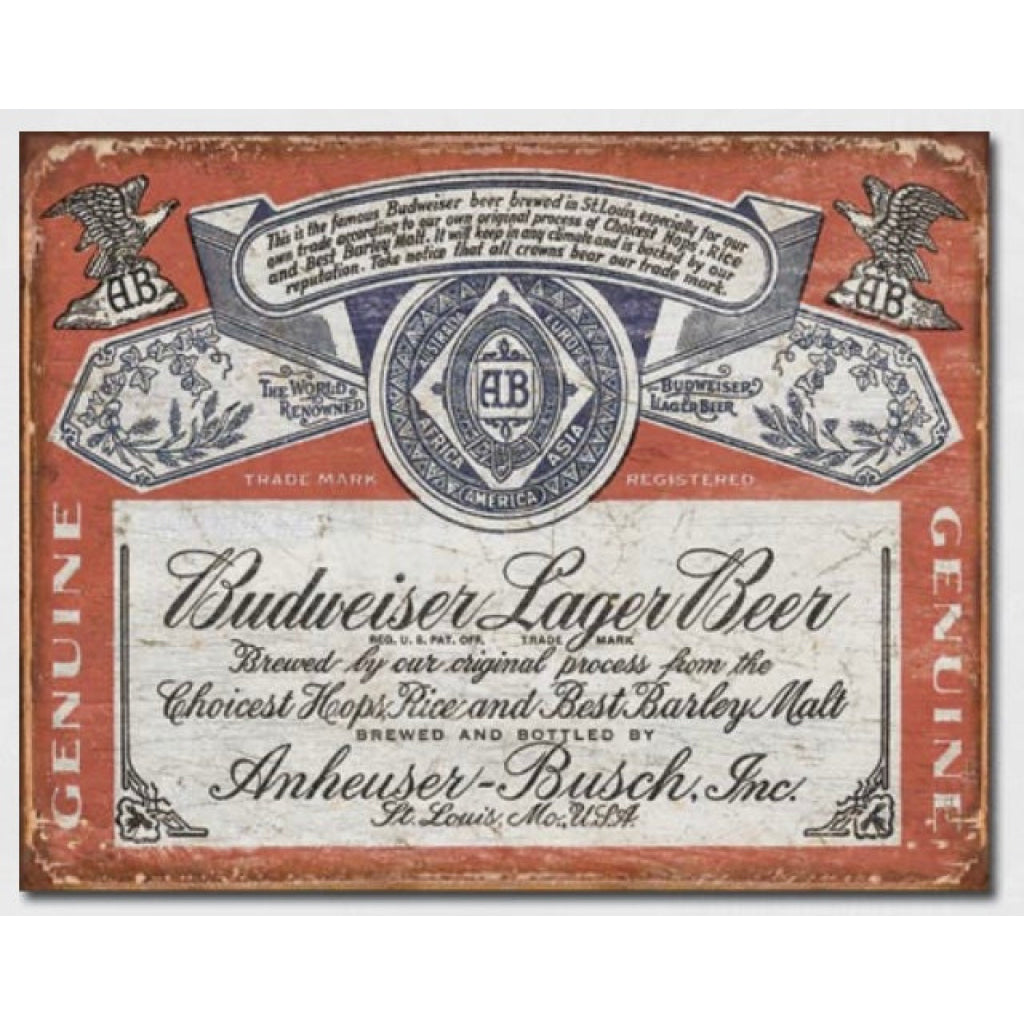 This is the famous Budweiser beer brewed in St. Louis, especially for our
own trade according to our own original process of Choicest Hops, Rice
and Best Barley Malt. It will keep in any climate and is backed by our
reputation. Take notice that all crowns bear our trade mark.
AB
AB
THE WORLD
RENOWNED
BUDWEISER
LAGER BEER
EUROPE
AFRICA
ASIA
AMERICA
AB
TRADE MARK
REGISTERED
GENUINE
GENUINE
Budweiser Lager Beer
REG. U. S. PAT. OFF. TRADE MARK
Brewed by our original process from the
Choicest Hops, Rice and Best Barley Malt
BREWED AND BOTTLED BY
Anheuser-Busch, Inc.
St. Louis, Mo., U.S.A.